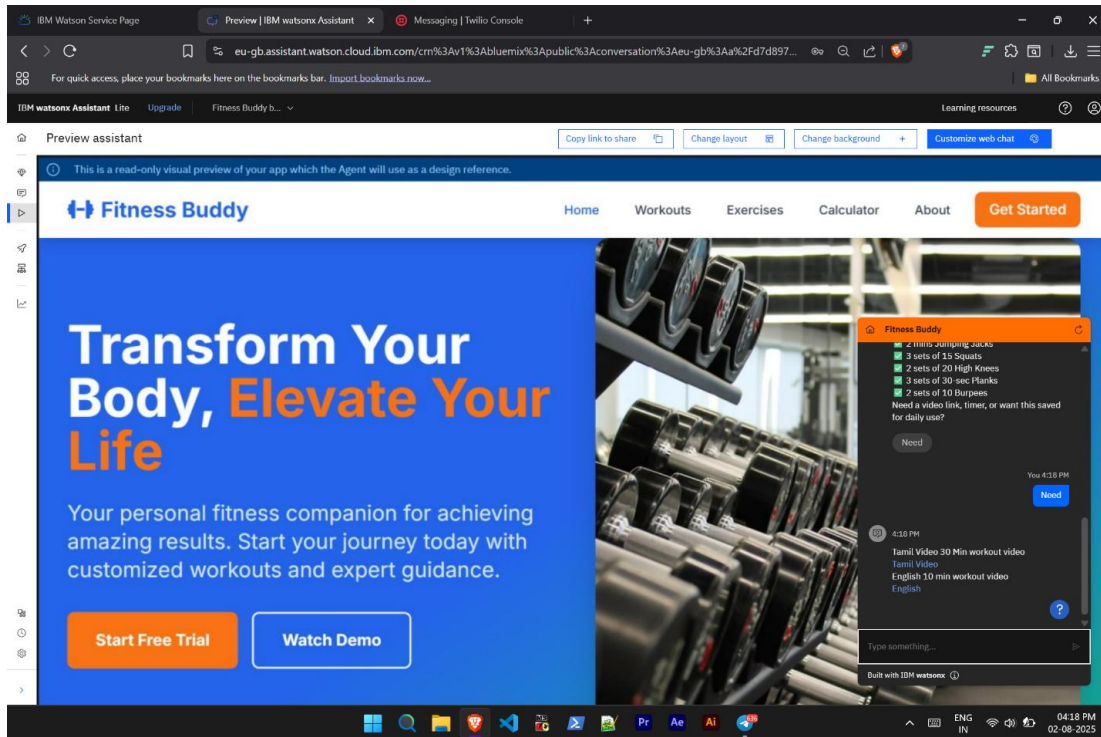 IBM Watson Service Page
Preview | IBM watsonx Assistant
Messaging | Twilio Console
eu-gb.assistant.watson.cloud.ibm.com/crn%3Av1%3Abluemix%3Apublic%3Aconversation%3Aeu-gb%3Aa%2Fd7d897...
For quick access, place your bookmarks here on the bookmarks bar. Import bookmarks now...
All Bookmarks
IBM watsonx Assistant Lite Upgrade Fitness Buddy b... Learning resources
Preview assistant
Copy link to share
Change layout
Change background
Customize web chat
This is a read-only visual preview of your app which the Agent will use as a design reference.
Fitness Buddy
Home Workouts Exercises Calculator About Get Started
Transform Your
Body, Elevate Your
Life
Your personal fitness companion for achieving
amazing results. Start your journey today with
customized workouts and expert guidance.
Start Free Trial
Watch Demo
Fitness Buddy
2 mins Jumping Jacks
3 sets of 15 Squats
2 sets of 20 High Knees
3 sets of 30-sec Planks
2 sets of 10 Burpees
Need a video link, timer, or want this saved
for daily use?
Need
You 4:18 PM
Need
4:18 PM
Tamil Video 30 Min workout video
Tamil Video
English 10 min workout video
English
?
Type something...
Built with IBM watsonx
Pr Ae Ai
ENG
IN
04:18 PM
02-08-2025